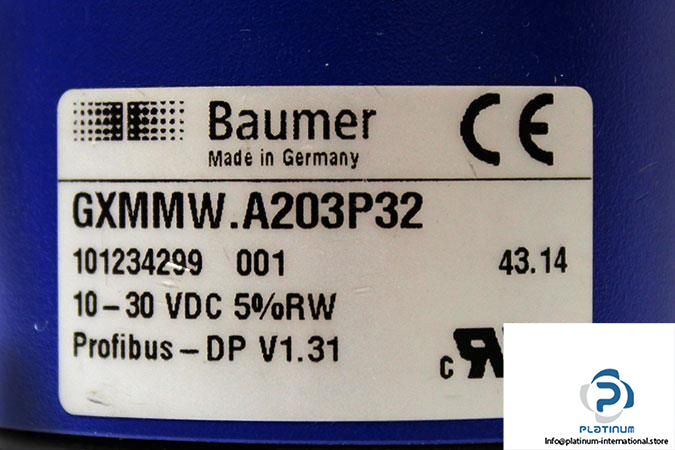 Baumer
Made in Germany
CE
GXMMW.A203P32
101234299 001 43.14
10-30 VDC 5%RW
Profibus-DP V1.31
c
PLATINUM
Info@platinum-international.store